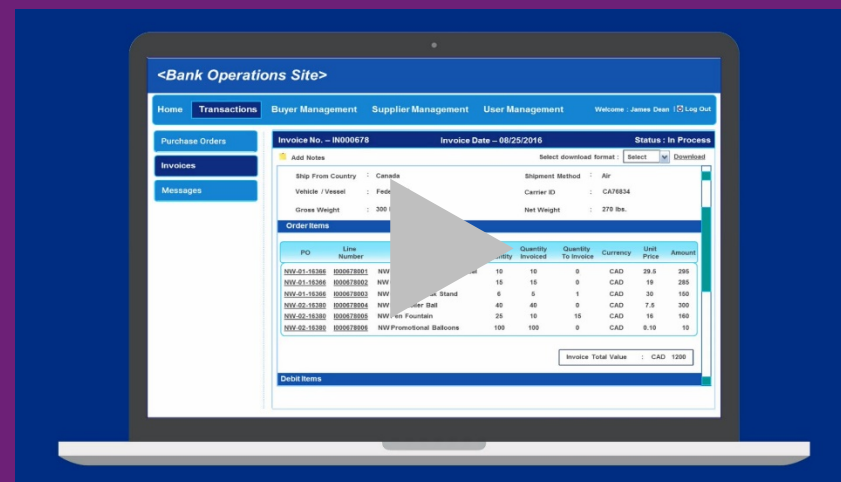 <Bank Operations Site>
Home Transactions Buyer Management Supplier Management User Management Welcome : James Dean | Log Out
Purchase Orders
Invoices
Messages
Invoice No. – IN000678 Invoice Date – 08/25/2016 Status : In Process
Add Notes Select download format : Select Download
Ship From Country : Canada Shipment Method : Air
Vehicle / Vessel : Carrier ID : CA76834
Gross Weight : 300 Net Weight : 270 lbs.
Order Items
PO Line Number Quantity Invoiced Quantity To Invoice Currency Unit Price Amount
NW-01-16366 I000678001 NW 10 10 0 CAD 29.5 295
NW-01-16366 I000678002 NW 15 15 0 CAD 19 285
NW-01-16366 I000678003 NW Stand 6 5 1 CAD 30 150
NW-02-16380 I000678004 NW Ball 40 40 0 CAD 7.5 300
NW-02-16380 I000678005 NW Fountain 25 10 15 CAD 16 160
NW-02-16380 I000678006 NW Promotional Balloons 100 100 0 CAD 0.10 10
Invoice Total Value : CAD 1200
Debit Items